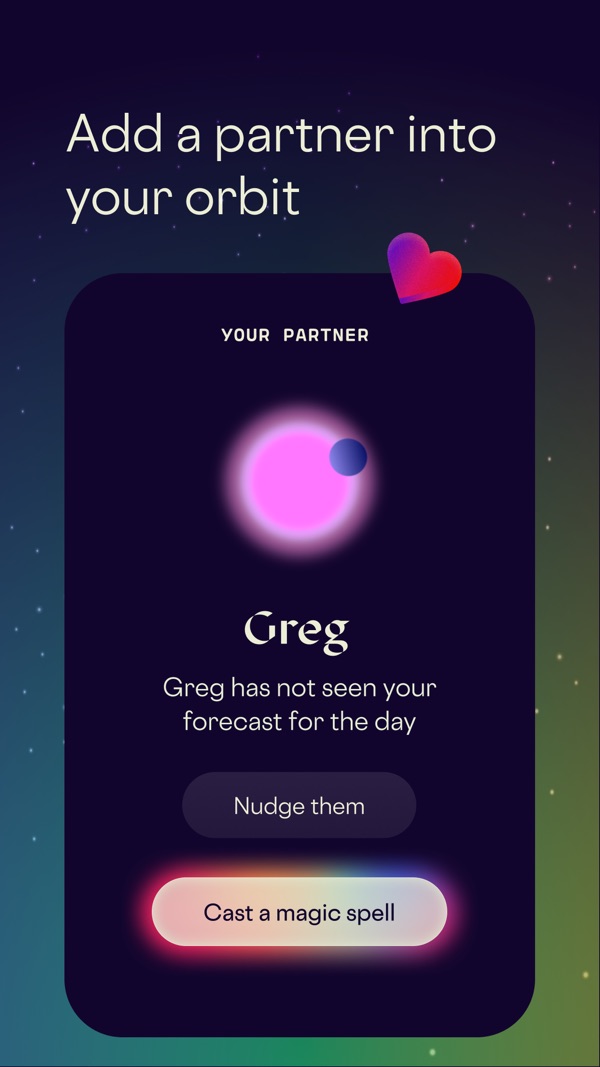 Add a partner into
your orbit
YOUR PARTNER
Greg
Greg has not seen your
forecast for the day
Nudge them
Cast a magic spell